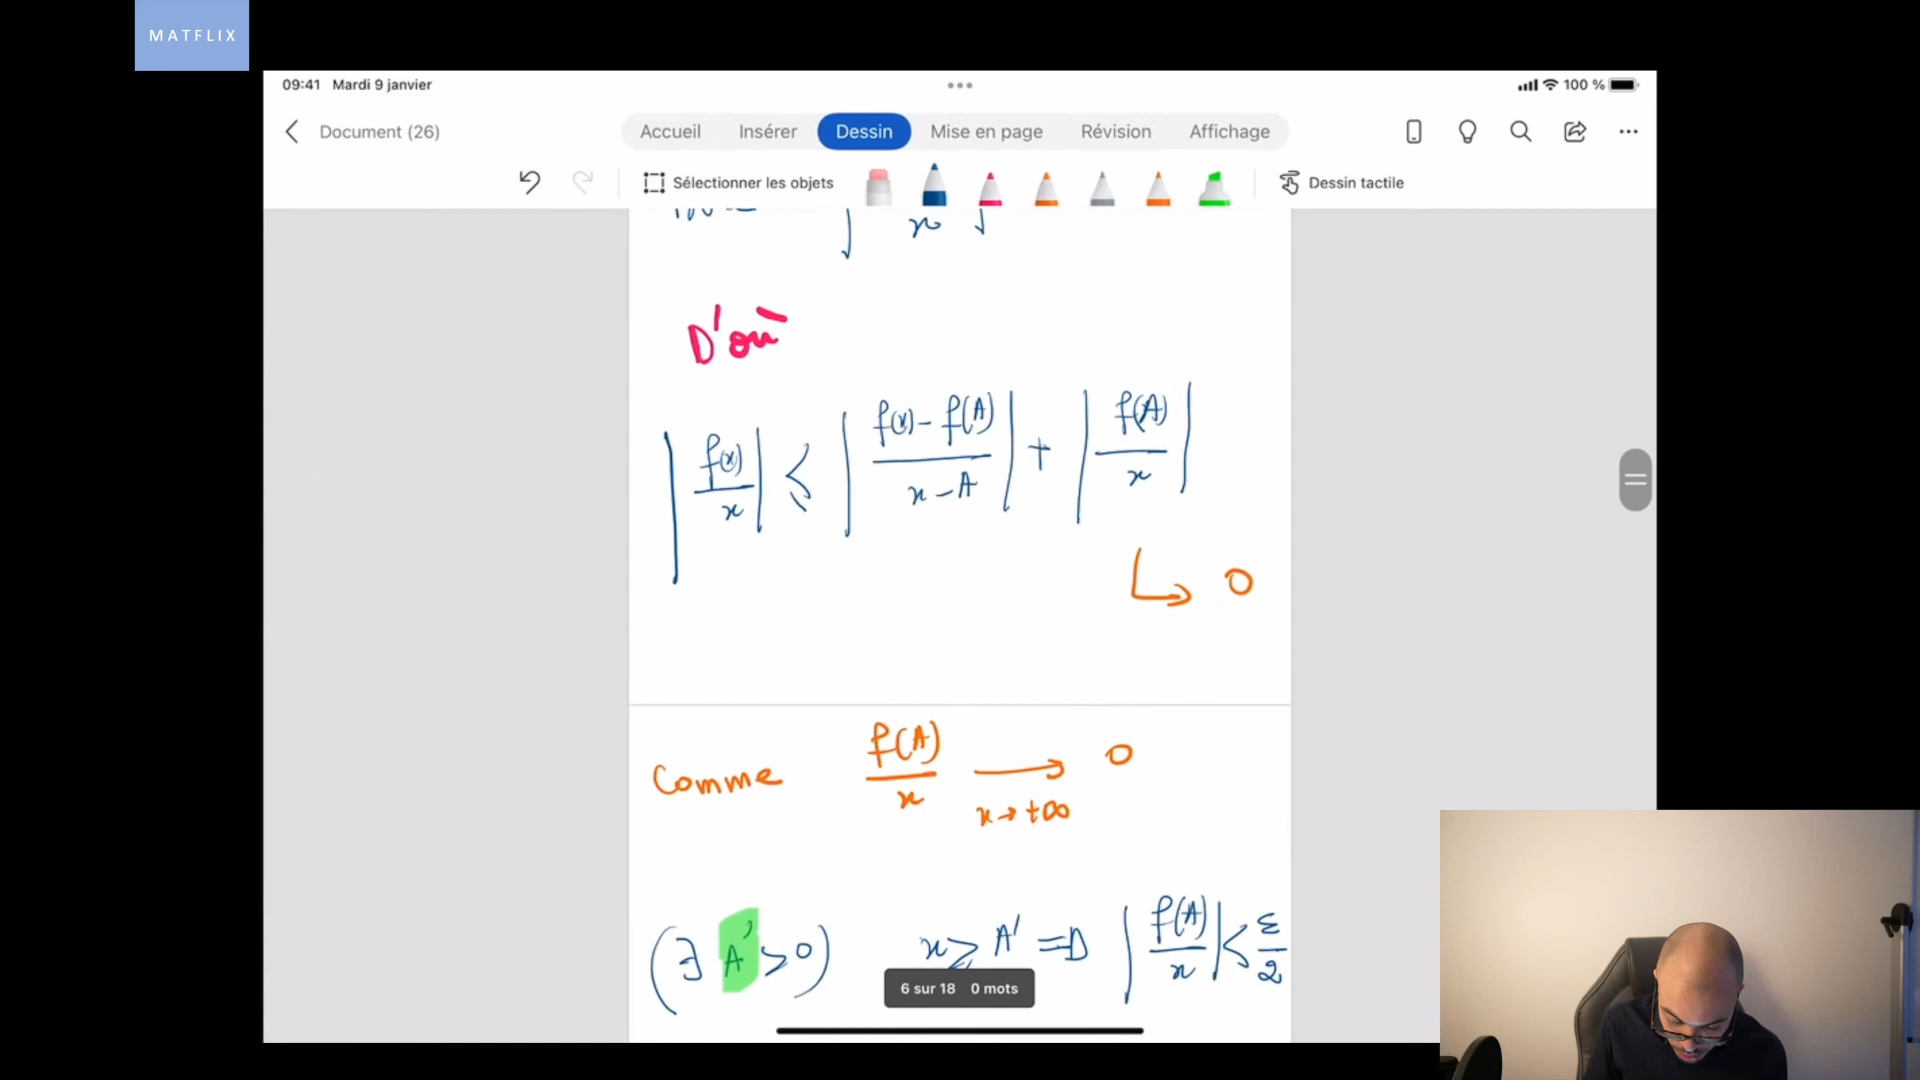 MATFLIX
09:41 Mardi 9 janvier
100 %
Document (26)
Accueil Insérer Dessin Mise en page Révision Affichage
Sélectionner les objets
Dessin tactile
D'où
|f(x)/x| ≤ |f(x)-f(A)/x-A| + |f(A)/x|
↳ 0
Comme f(A)/x → 0
x→+∞
(∃ A'>0) x ≥ A' ⇒ |f(A)/x| < ε/2
6 sur 18 0 mots